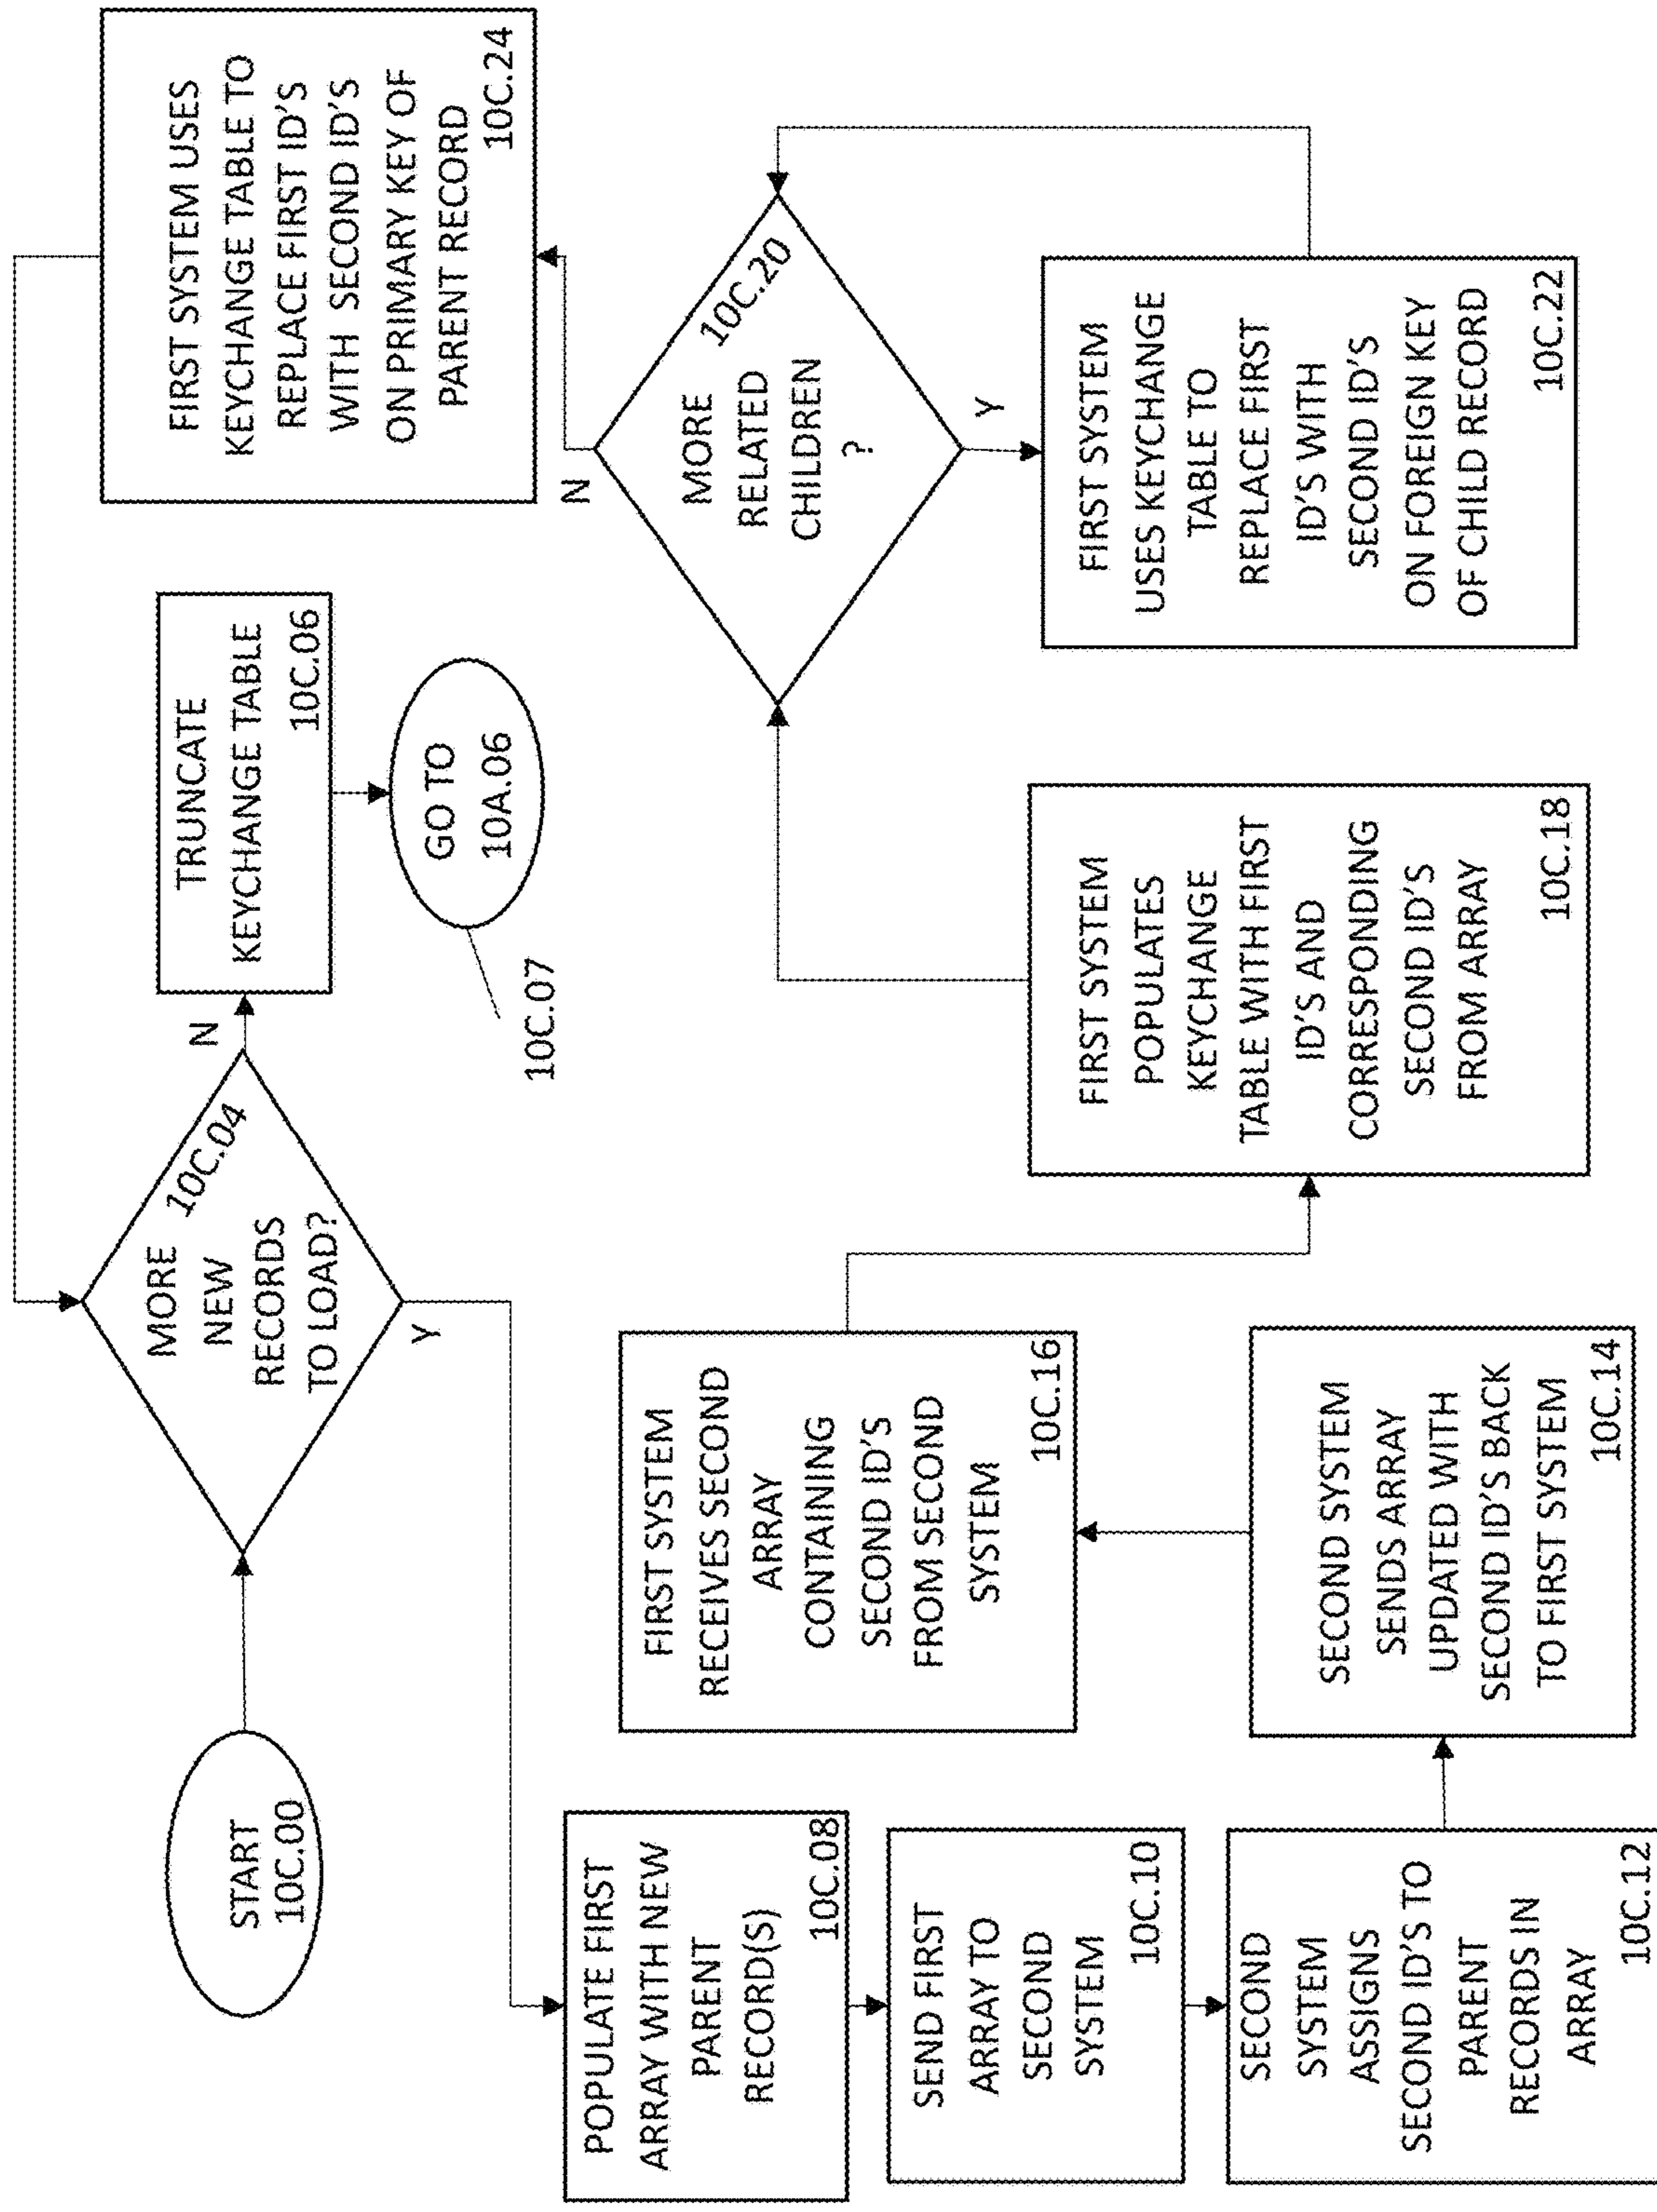 START
10C.00
MORE
NEW
RECORDS
TO LOAD?
10C.04
N
Y
TRUNCATE
KEYCHANGE TABLE
10C.06
GO TO
10A.06
10C.07
POPULATE FIRST
ARRAY WITH NEW
PARENT
RECORD(S)
10C.08
SEND FIRST
ARRAY TO
SECOND
SYSTEM
10C.10
SECOND
SYSTEM
ASSIGNS
SECOND ID'S TO
PARENT
RECORDS IN
ARRAY
10C.12
SECOND SYSTEM
SENDS ARRAY
UPDATED WITH
SECOND ID'S BACK
TO FIRST SYSTEM
10C.14
FIRST SYSTEM
RECEIVES SECOND
ARRAY
CONTAINING
SECOND ID'S
FROM SECOND
SYSTEM
10C.16
FIRST SYSTEM
POPULATES
KEYCHANGE
TABLE WITH FIRST
ID'S AND
CORRESPONDING
SECOND ID'S
FROM ARRAY
10C.18
MORE
RELATED
CHILDREN
?
10C.20
N
Y
FIRST SYSTEM
USES KEYCHANGE
TABLE TO
REPLACE FIRST
ID'S WITH
SECOND ID'S
ON FOREIGN KEY
OF CHILD RECORD
10C.22
FIRST SYSTEM USES
KEYCHANGE TABLE TO
REPLACE FIRST ID'S
WITH SECOND ID'S
ON PRIMARY KEY OF
PARENT RECORD
10C.24